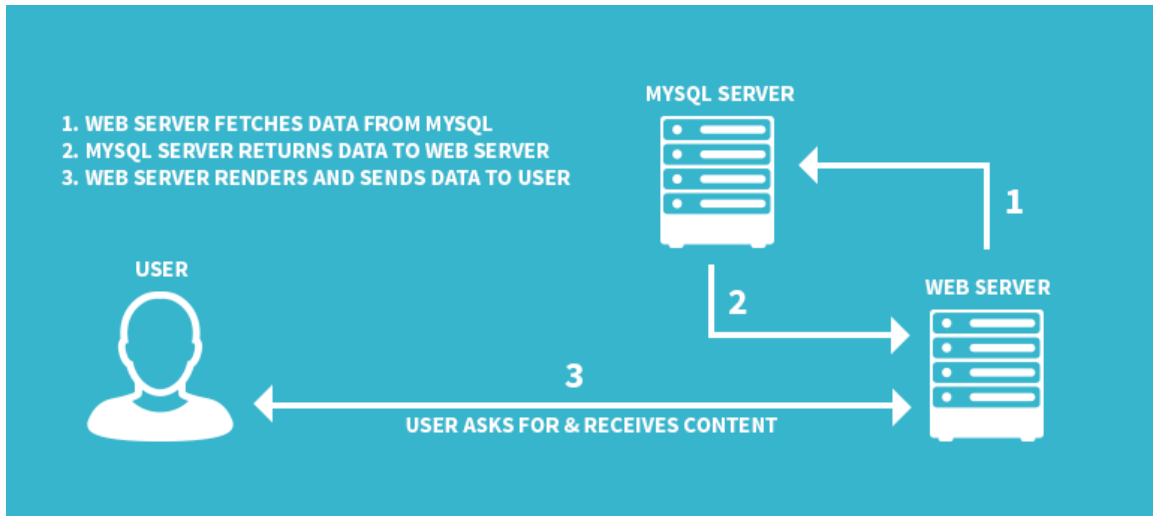 MYSQL SERVER
1. WEB SERVER FETCHES DATA FROM MYSQL
2. MYSQL SERVER RETURNS DATA TO WEB SERVER
3. WEB SERVER RENDERS AND SENDS DATA TO USER
1
USER
WEB SERVER
2
3
USER ASKS FOR & RECEIVES CONTENT